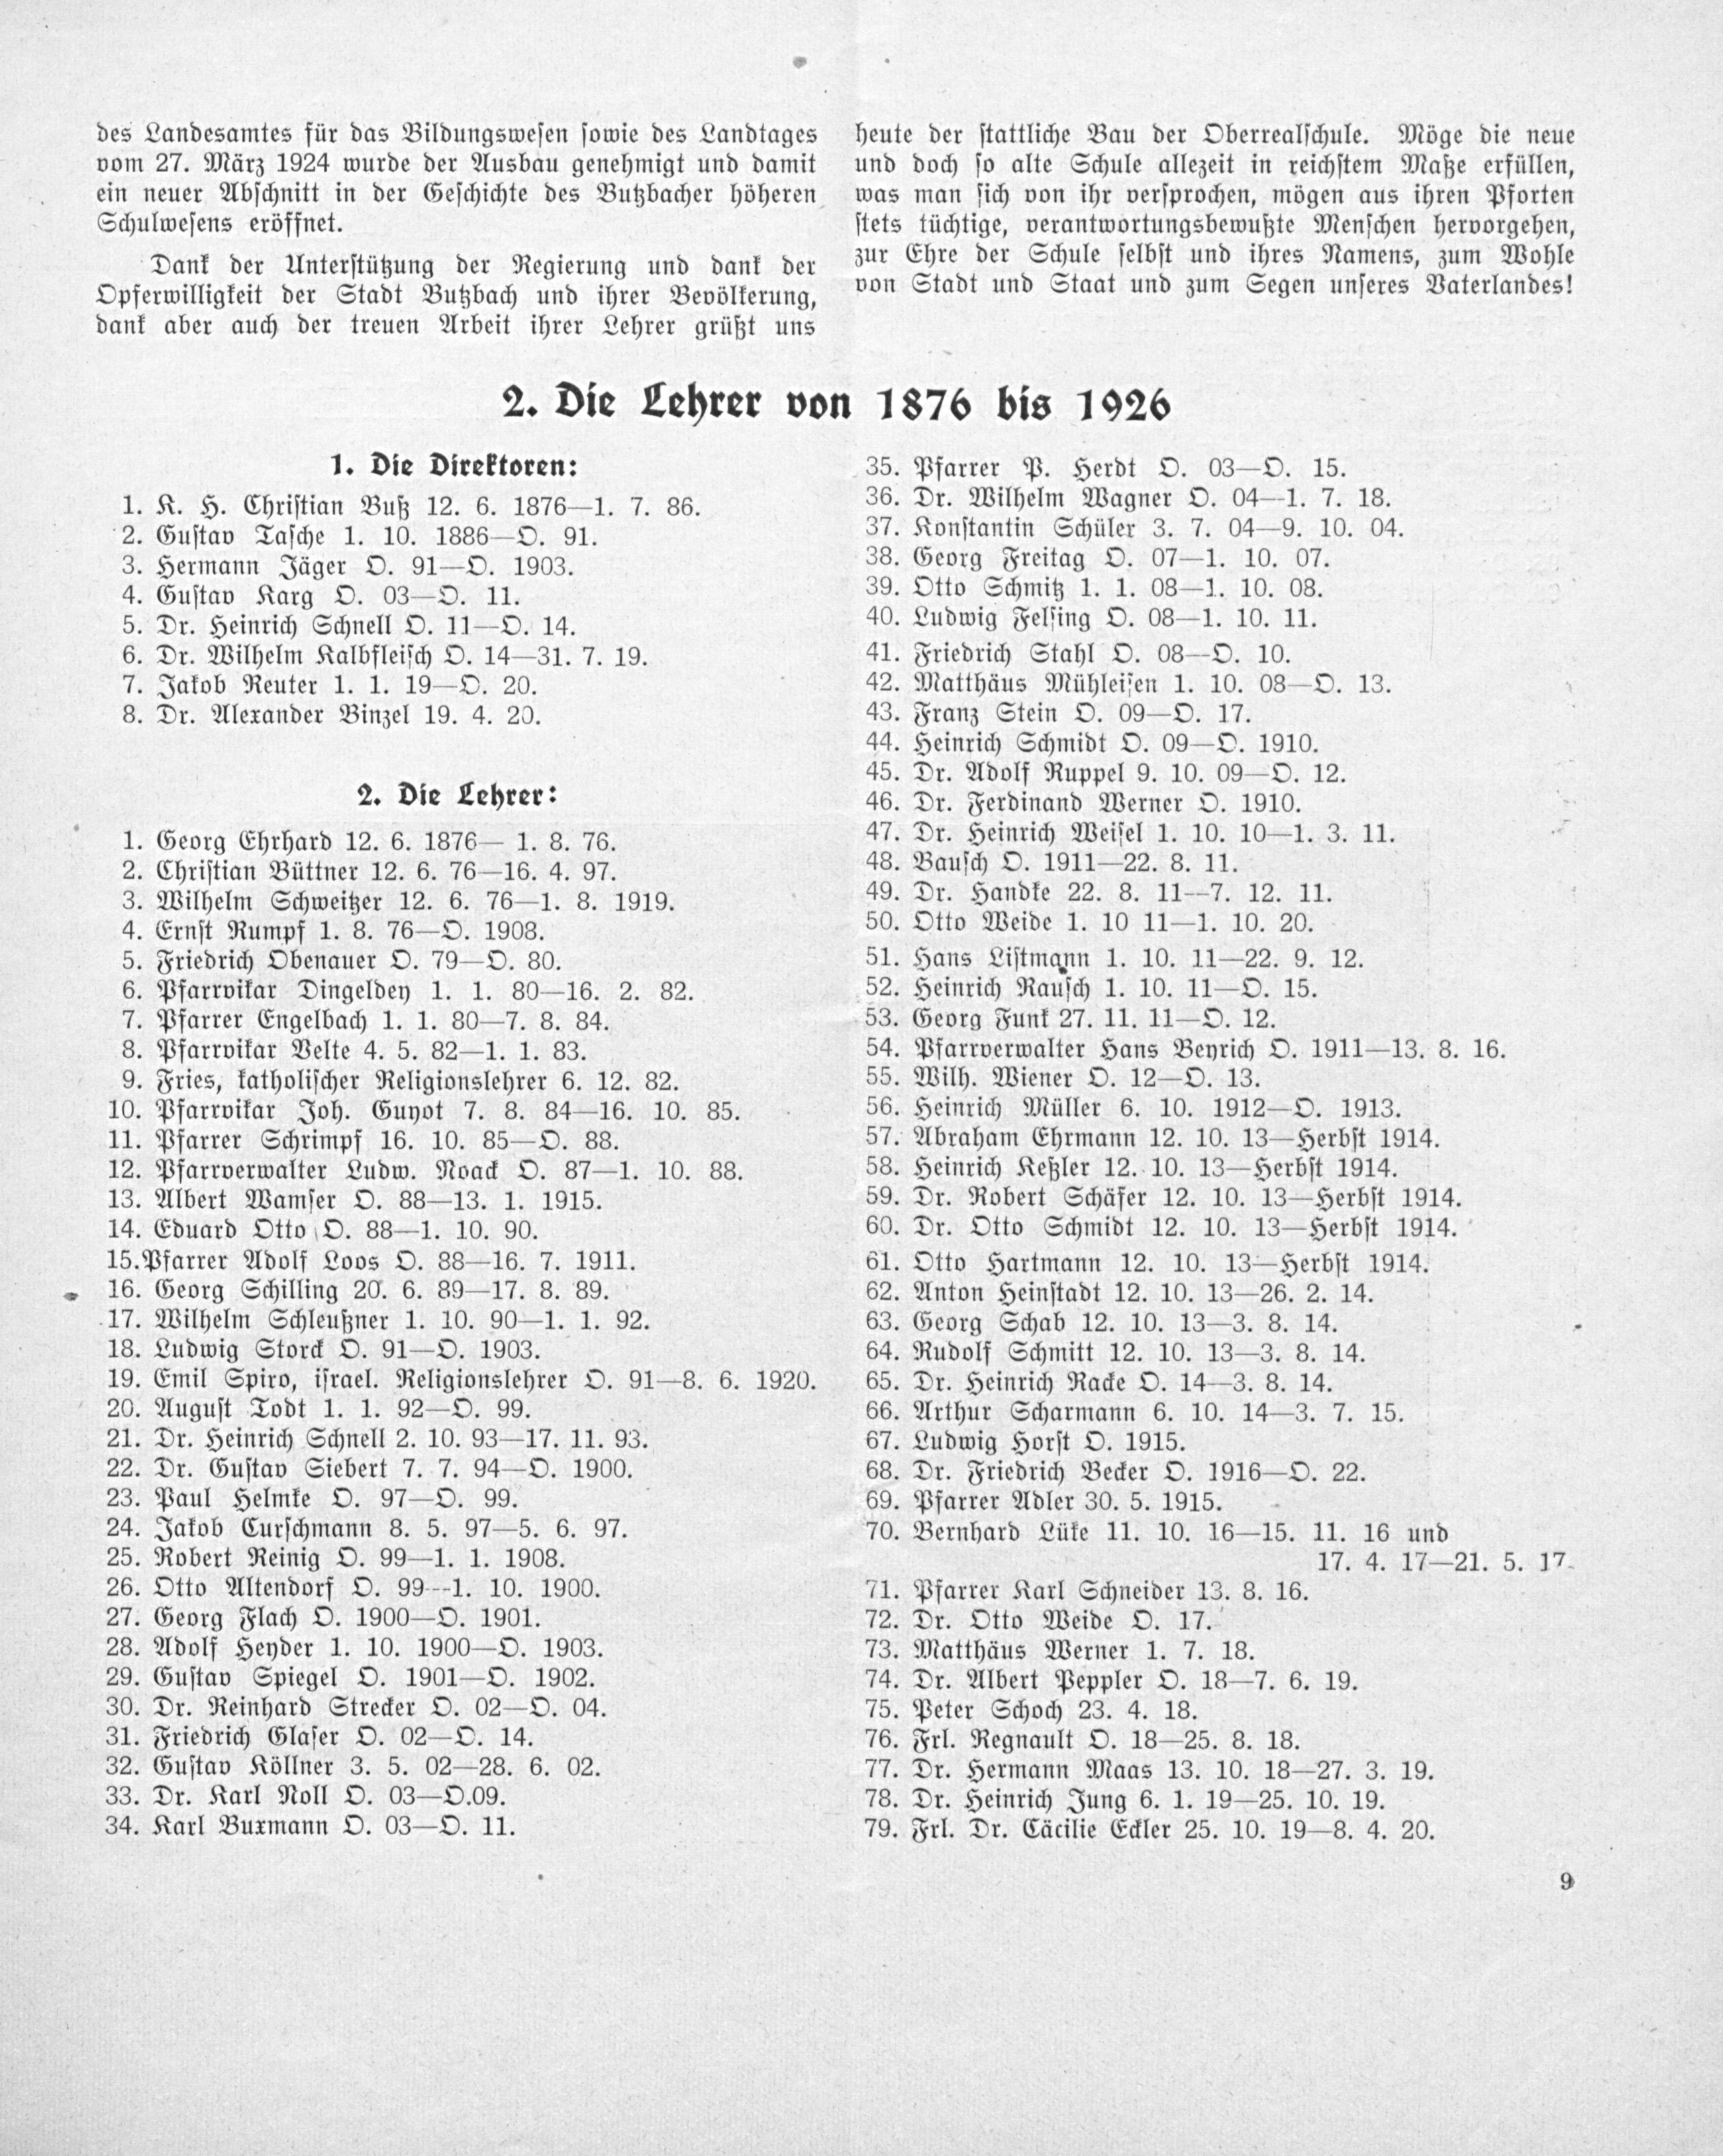 des Landesamtes für das Bildungswesen sowie des Landtages
vom 27. März 1924 wurde der Ausbau genehmigt und damit
ein neuer Abschnitt in der Geschichte des Butzbacher höheren
Schulwesens eröffnet.
Dank der Unterstützung der Regierung und dank der
Opferwilligkeit der Stadt Butzbach und ihrer Bevölkerung,
dank aber auch der treuen Arbeit ihrer Lehrer grüßt uns
heute der stattliche Bau der Oberrealschule. Möge die neue
und doch so alte Schule allezeit in reichstem Maße erfüllen,
was man sich von ihr versprochen, mögen aus ihren Pforten
stets tüchtige, verantwortungsbewußte Menschen hervorgehen,
zur Ehre der Schule selbst und ihres Namens, zum Wohle
von Stadt und Staat und zum Segen unseres Vaterlandes!
2. Die Lehrer von 1876 bis 1926
1. Die Direktoren:
1. K. H. Christian Buß 12. 6. 1876—1. 7. 86.
2. Gustav Tasche 1. 10. 1886—O. 91.
3. Hermann Jäger O. 91—O. 1903.
4. Gustav Karg O. 03—O. 11.
5. Dr. Heinrich Schnell O. 11—O. 14.
6. Dr. Wilhelm Kalbfleisch O. 14—31. 7. 19.
7. Jakob Reuter 1. 1. 19—O. 20.
8. Dr. Alexander Binzel 19. 4. 20.
2. Die Lehrer:
1. Georg Ehrhard 12. 6. 1876— 1. 8. 76.
2. Christian Büttner 12. 6. 76—16. 4. 97.
3. Wilhelm Schweitzer 12. 6. 76—1. 8. 1919.
4. Ernst Rumpf 1. 8. 76—O. 1908.
5. Friedrich Obenauer O. 79—O. 80.
6. Pfarrvikar Dingeldey 1. 1. 80—16. 2. 82.
7. Pfarrer Engelbach 1. 1. 80—7. 8. 84.
8. Pfarrvikar Velte 4. 5. 82—1. 1. 83.
9. Fries, katholischer Religionslehrer 6. 12. 82.
10. Pfarrvikar Joh. Guyot 7. 8. 84—16. 10. 85.
11. Pfarrer Schrimpf 16. 10. 85—O. 88.
12. Pfarrverwalter Ludw. Noack O. 87—1. 10. 88.
13. Albert Wamser O. 88—13. 1. 1915.
14. Eduard Otto O. 88—1. 10. 90.
15.Pfarrer Adolf Loos O. 88—16. 7. 1911.
16. Georg Schilling 20. 6. 89—17. 8. 89.
17. Wilhelm Schleußner 1. 10. 90—1. 1. 92.
18. Ludwig Storck O. 91—O. 1903.
19. Emil Spiro, israel. Religionslehrer O. 91—8. 6. 1920.
20. August Todt 1. 1. 92—O. 99.
21. Dr. Heinrich Schnell 2. 10. 93—17. 11. 93.
22. Dr. Gustav Siebert 7. 7. 94—O. 1900.
23. Paul Helmke O. 97—O. 99.
24. Jakob Curschmann 8. 5. 97—5. 6. 97.
25. Robert Reinig O. 99—1. 1. 1908.
26. Otto Altendorf O. 99—1. 10. 1900.
27. Georg Flach O. 1900—O. 1901.
28. Adolf Heyder 1. 10. 1900—O. 1903.
29. Gustav Spiegel O. 1901—O. 1902.
30. Dr. Reinhard Strecker O. 02—O. 04.
31. Friedrich Glaser O. 02—O. 14.
32. Gustav Köllner 3. 5. 02—28. 6. 02.
33. Dr. Karl Noll O. 03—O.09.
34. Karl Buxmann O. 03—O. 11.
35. Pfarrer P. Herdt O. 03—O. 15.
36. Dr. Wilhelm Wagner O. 04—1. 7. 18.
37. Konstantin Schüler 3. 7. 04—9. 10. 04.
38. Georg Freitag O. 07—1. 10. 07.
39. Otto Schmitz 1. 1. 08—1. 10. 08.
40. Ludwig Felsing O. 08—1. 10. 11.
41. Friedrich Stahl O. 08—O. 10.
42. Matthäus Mühleisen 1. 10. 08—O. 13.
43. Franz Stein O. 09—O. 17.
44. Heinrich Schmidt O. 09—O. 1910.
45. Dr. Adolf Ruppel 9. 10. 09—O. 12.
46. Dr. Ferdinand Werner O. 1910.
47. Dr. Heinrich Weisel 1. 10. 10—1. 3. 11.
48. Bausch O. 1911—22. 8. 11.
49. Dr. Handke 22. 8. 11—7. 12. 11.
50. Otto Weide 1. 10 11—1. 10. 20.
51. Hans Listmann 1. 10. 11—22. 9. 12.
52. Heinrich Rausch 1. 10. 11—O. 15.
53. Georg Funk 27. 11. 11—O. 12.
54. Pfarrverwalter Hans Beyrich O. 1911—13. 8. 16.
55. Wilh. Wiener O. 12—O. 13.
56. Heinrich Müller 6. 10. 1912—O. 1913.
57. Abraham Ehrmann 12. 10. 13—Herbst 1914.
58. Heinrich Keßler 12. 10. 13—Herbst 1914.
59. Dr. Robert Schäfer 12. 10. 13—Herbst 1914.
60. Dr. Otto Schmidt 12. 10. 13—Herbst 1914.
61. Otto Hartmann 12. 10. 13—Herbst 1914.
62. Anton Heinstadt 12. 10. 13—26. 2. 14.
63. Georg Schab 12. 10. 13—3. 8. 14.
64. Rudolf Schmitt 12. 10. 13—3. 8. 14.
65. Dr. Heinrich Racke O. 14—3. 8. 14.
66. Arthur Scharmann 6. 10. 14—3. 7. 15.
67. Ludwig Horst O. 1915.
68. Dr. Friedrich Becker O. 1916—O. 22.
69. Pfarrer Adler 30. 5. 1915.
70. Bernhard Lüke 11. 10. 16—15. 11. 16 und
17. 4. 17—21. 5. 17.
71. Pfarrer Karl Schneider 13. 8. 16.
72. Dr. Otto Weide O. 17.
73. Matthäus Werner 1. 7. 18.
74. Dr. Albert Peppler O. 18—7. 6. 19.
75. Peter Schoch 23. 4. 18.
76. Frl. Regnault O. 18—25. 8. 18.
77. Dr. Hermann Maas 13. 10. 18—27. 3. 19.
78. Dr. Heinrich Jung 6. 1. 19—25. 10. 19.
79. Frl. Dr. Cäcilie Eckler 25. 10. 19—8. 4. 20.
9